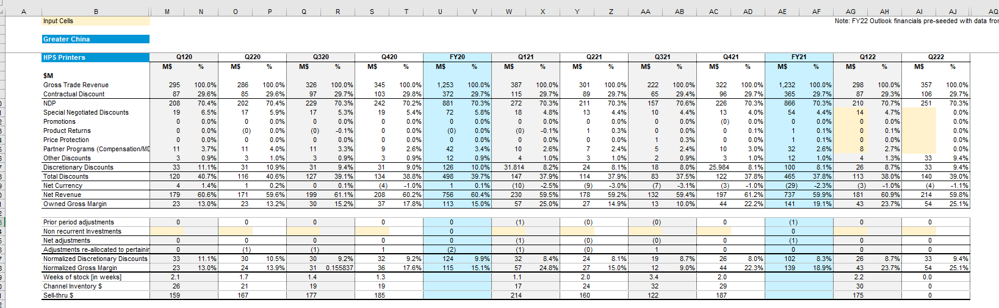 A B M N O P Q R S T U V W X Y Z AA AB AC AD AE AF AG AH AI AJ AQ
Input Cells Note: FY22 Outlook financials pre-seeded with data from
Greater China
HPS Printers Q120 Q220 Q320 Q420 FY20 Q121 Q221 Q321 Q421 FY21 Q122 Q222
M$ % M$ % M$ % M$ % M$ % M$ % M$ % M$ % M$ % M$ % M$ % M$ %
$M
Gross Trade Revenue 295 100.0% 286 100.0% 326 100.0% 345 100.0% 1,253 100.0% 387 100.0% 301 100.0% 222 100.0% 322 100.0% 1,232 100.0% 298 100.0% 357 100.0%
Contractual Discount 87 29.6% 85 29.6% 97 29.7% 103 29.8% 372 29.7% 115 29.7% 89 29.7% 65 29.4% 96 29.7% 365 29.7% 87 29.3% 106 29.7%
NDP 208 70.4% 202 70.4% 229 70.3% 242 70.2% 881 70.3% 272 70.3% 211 70.3% 157 70.6% 226 70.3% 866 70.3% 210 70.7% 251 70.3%
Special Negotiated Discounts 19 6.5% 17 5.9% 17 5.3% 19 5.4% 72 5.8% 18 4.8% 13 4.4% 10 4.4% 13 4.0% 54 4.4% 14 4.7% 0.0%
Promotions 0 0.0% 0 0.0% 0 0.0% 0 0.0% 0 0.0% 0 0.0% 0 0.0% 0 0.0% (0) 0.0% 0 0.0% 0 0.0% 0.0%
Product Returns 0 0.0% (0) 0.0% (0) -0.1% 0 0.0% (0) 0.0% (0) -0.1% 1 0.3% 0 0.0% 0 0.1% 1 0.1% 0 0.1% 0.0%
Price Protection 0 0.0% 0 0.0% 0 0.0% 0 0.0% 0 0.0% 0 0.0% 0 0.0% 1 0.3% 0 0.0% 1 0.1% 0 0.0% 0.0%
Partner Programs (Compensation/MD 11 3.7% 11 4.0% 11 3.3% 9 2.6% 42 3.4% 10 2.6% 7 2.4% 5 2.4% 10 3.0% 32 2.6% 8 2.7% 0.0%
Other Discounts 3 0.9% 3 1.0% 3 0.9% 3 0.9% 12 0.9% 4 1.0% 3 1.0% 2 0.9% 3 1.0% 12 1.0% 4 1.3% 33 9.4%
Discretionary Discounts 33 11.1% 31 10.9% 31 9.4% 31 9.0% 126 10.0% 31.814 8.2% 24 8.1% 18 8.0% 25.984 8.1% 100 8.1% 26 8.7% 33 9.4%
Total Discounts 120 40.7% 116 40.6% 127 39.1% 134 38.8% 498 39.7% 147 37.9% 114 37.9% 83 37.5% 122 37.8% 465 37.8% 113 38.0% 140 39.0%
Net Currency 4 1.4% 1 0.2% 0 0.1% (4) -1.0% 1 0.1% (10) -2.5% (9) -3.0% (7) -3.1% (3) -1.0% (29) -2.3% (3) -1.0% (4) -1.1%
Net Revenue 179 60.6% 171 59.6% 199 61.1% 208 60.2% 756 60.4% 230 59.5% 178 59.2% 132 59.4% 197 61.2% 737 59.9% 181 60.9% 214 59.8%
Owned Gross Margin 23 13.0% 23 13.2% 30 15.2% 37 17.8% 113 15.0% 57 25.0% 27 14.9% 13 10.0% 44 22.2% 141 19.1% 43 23.7% 54 25.1%
Prior period adjustments 0 0 0 0 0 (1) (0) (0) 0 (1) 0 0
Non recurrent Investments 0 0
Net adjustments 0 0 0 0 0 (1) (0) (0) 0 (1) 0 0
Adjustments re-allocated to pertainin 0 (1) (1) 1 (2) (1) (0) 1 0 0 0 0
Normalized Discretionary Discounts 33 11.1% 30 10.5% 30 9.2% 32 9.2% 124 9.9% 32 8.4% 24 8.1% 19 8.7% 26 8.0% 102 8.3% 26 8.7% 33 9.4%
Normalized Gross Margin 23 13.0% 24 13.9% 31 0.155837 36 17.6% 115 15.1% 57 24.8% 27 15.0% 12 9.0% 44 22.3% 139 18.9% 43 23.7% 54 25.1%
Weeks of stock [in weeks] 2.1 1.7 1.4 1.3 1.1 2.0 3.4 2.0 2.2 0.0
Channel Inventory $ 26 21 19 19 17 24 32 29 30 0
Sell-thru $ 159 167 177 185 214 160 122 187 175 0